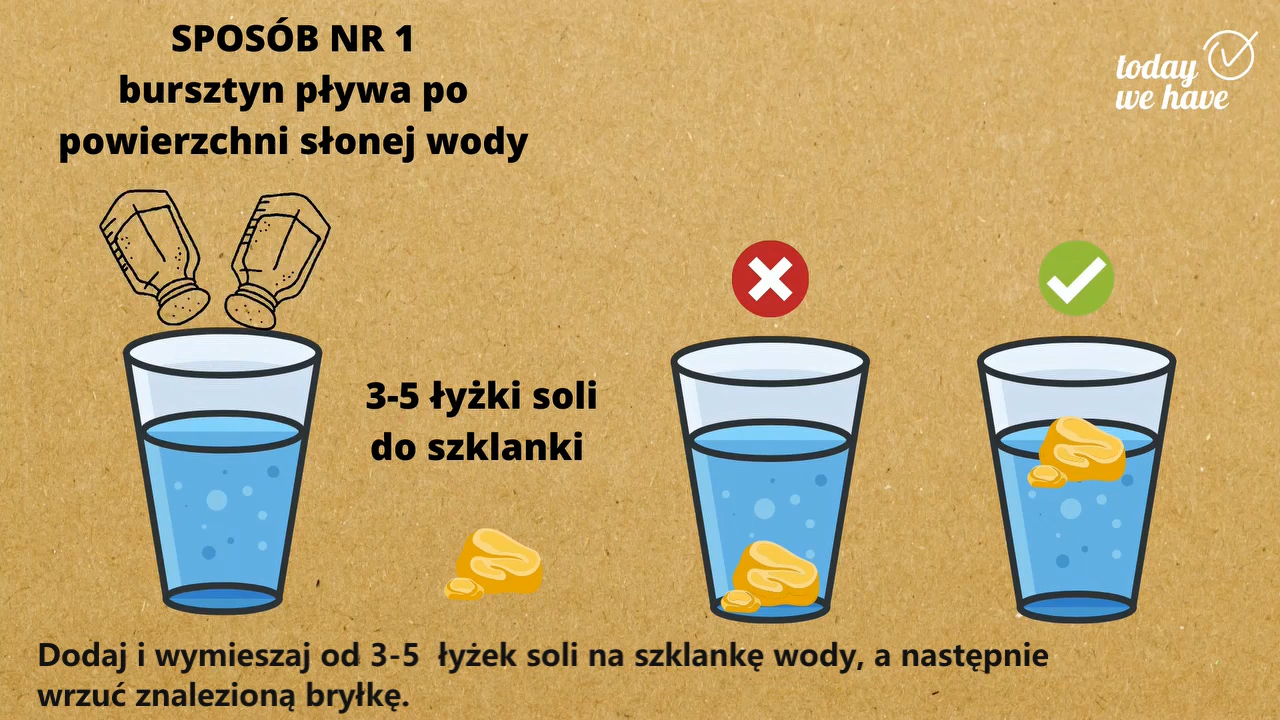 SPOSÓB NR 1
bursztyn pływa po
powierzchni słonej wody
today
we have
3-5 łyżki soli
do szklanki
Dodaj i wymieszaj od 3-5 łyżek soli na szklankę wody, a następnie
wrzuć znalezioną bryłkę.